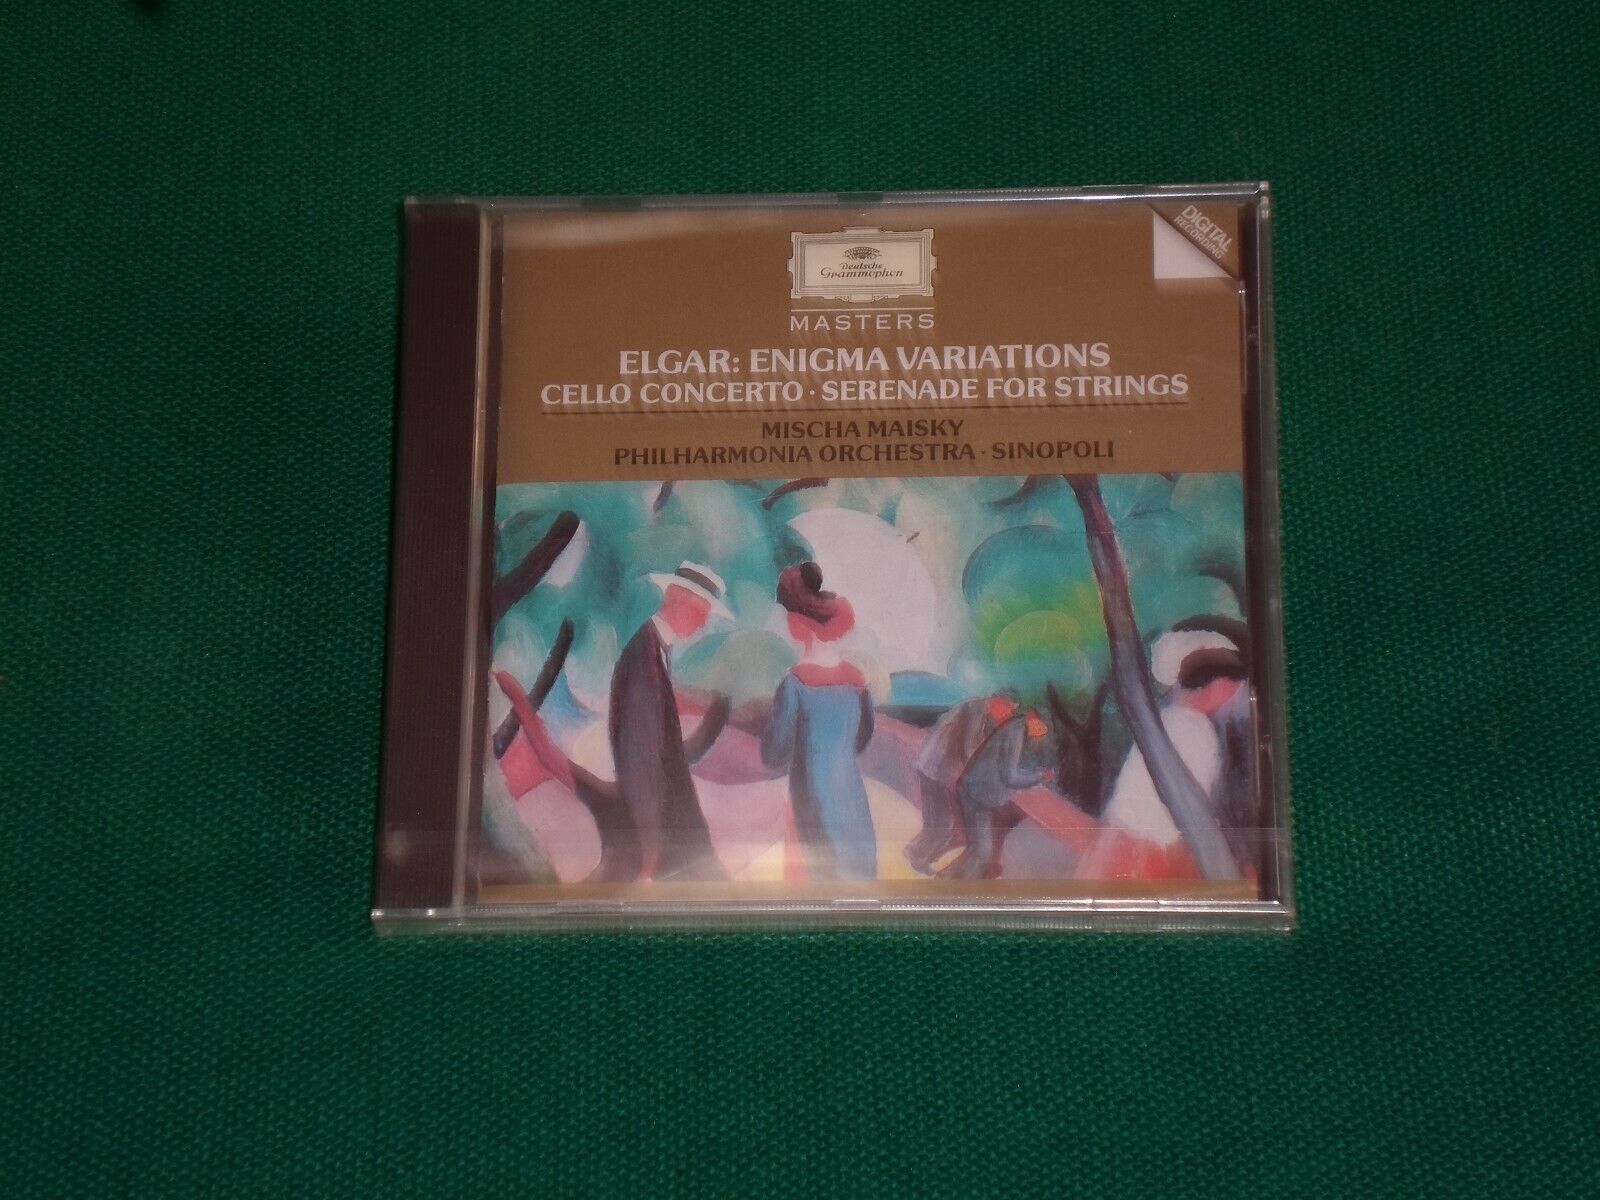 DIGITAL
RECORDING
Deutsche
Grammophon
MASTERS
ELGAR: ENIGMA VARIATIONS
CELLO CONCERTO · SERENADE FOR STRINGS
MISCHA MAISKY
PHILHARMONIA ORCHESTRA · SINOPOLI